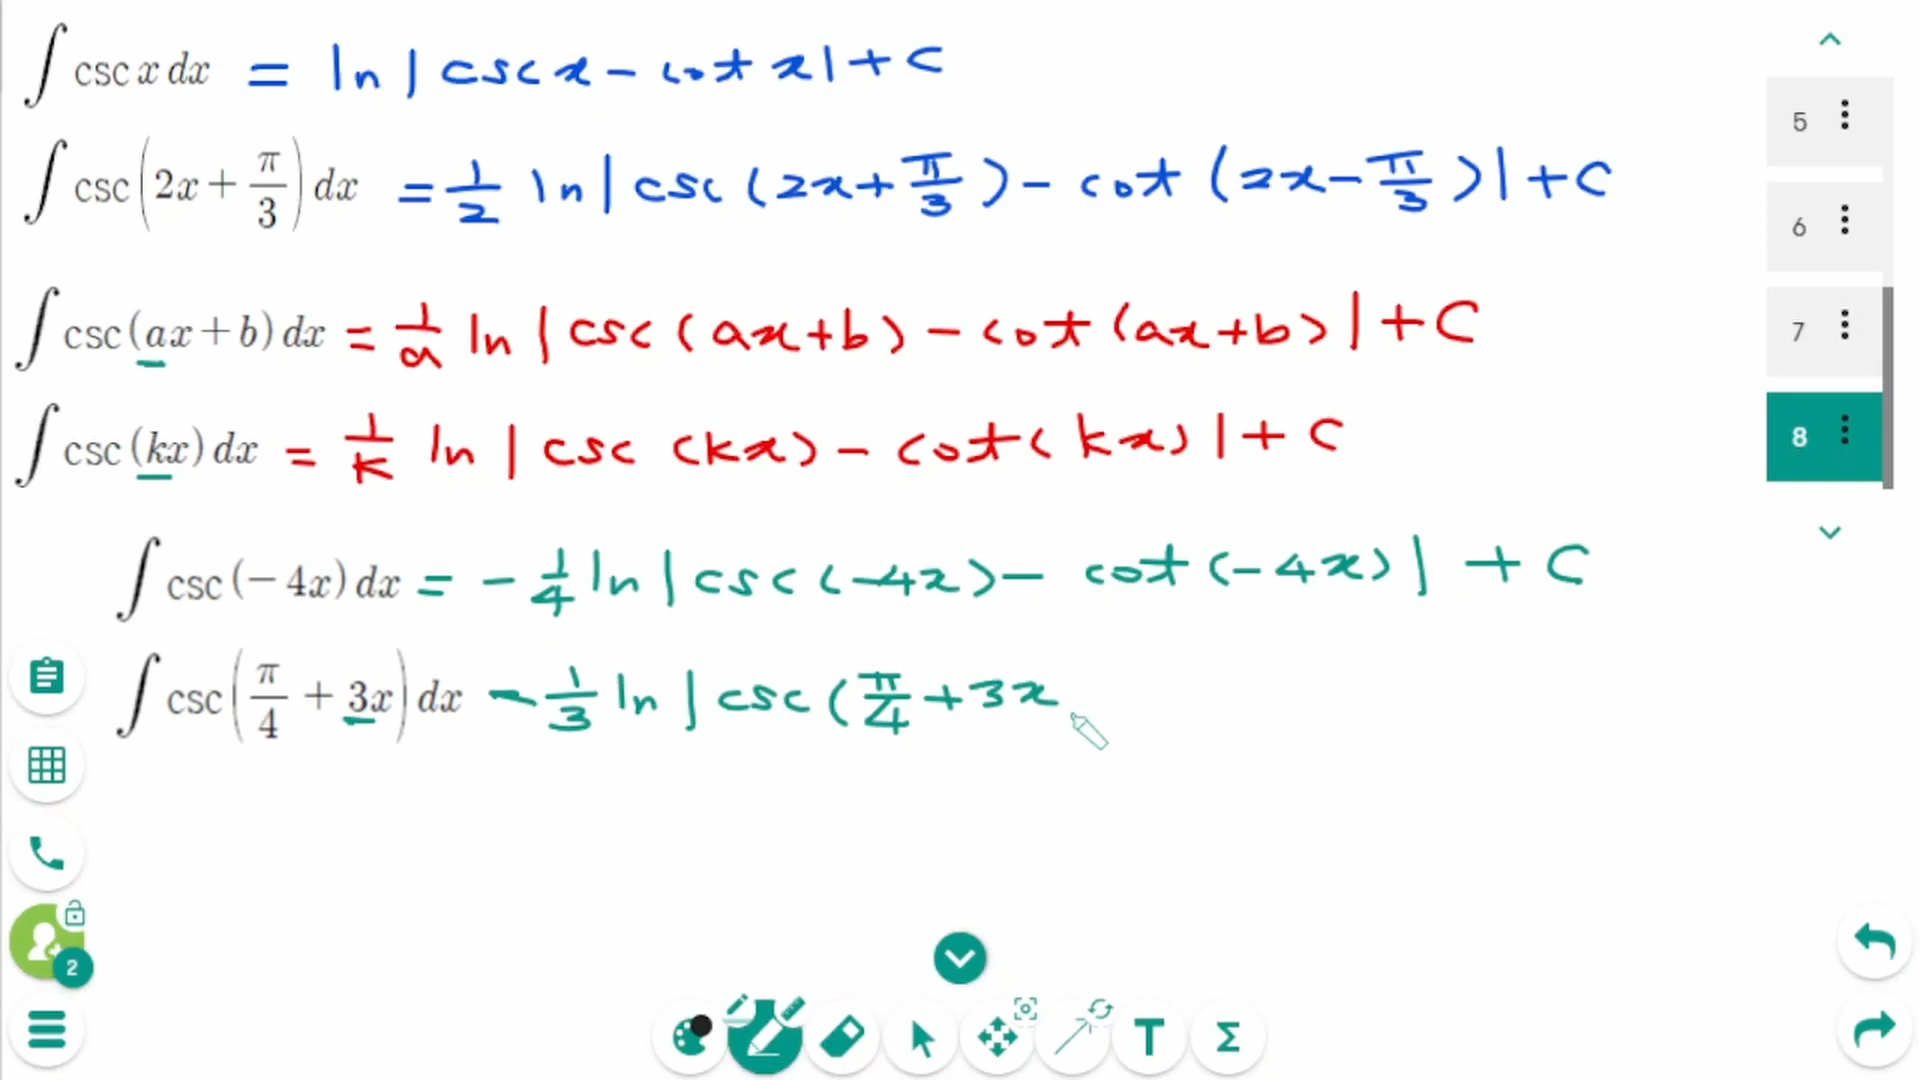 ∫ csc x dx = ln | csc x - cot x | + C
5
∫ csc (2x + π/3) dx = 1/2 ln | csc (2x + π/3) - cot (2x - π/3) | + C
6
∫ csc (ax + b) dx = 1/a ln | csc (ax + b) - cot (ax + b) | + C
7
∫ csc (kx) dx = 1/k ln | csc (kx) - cot (kx) | + C
8
∫ csc (- 4x) dx = - 1/4 ln | csc (-4x) - cot (-4x) | + C
∫ csc (π/4 + 3x) dx - 1/3 ln | csc (π/4 + 3x
2
T Σ